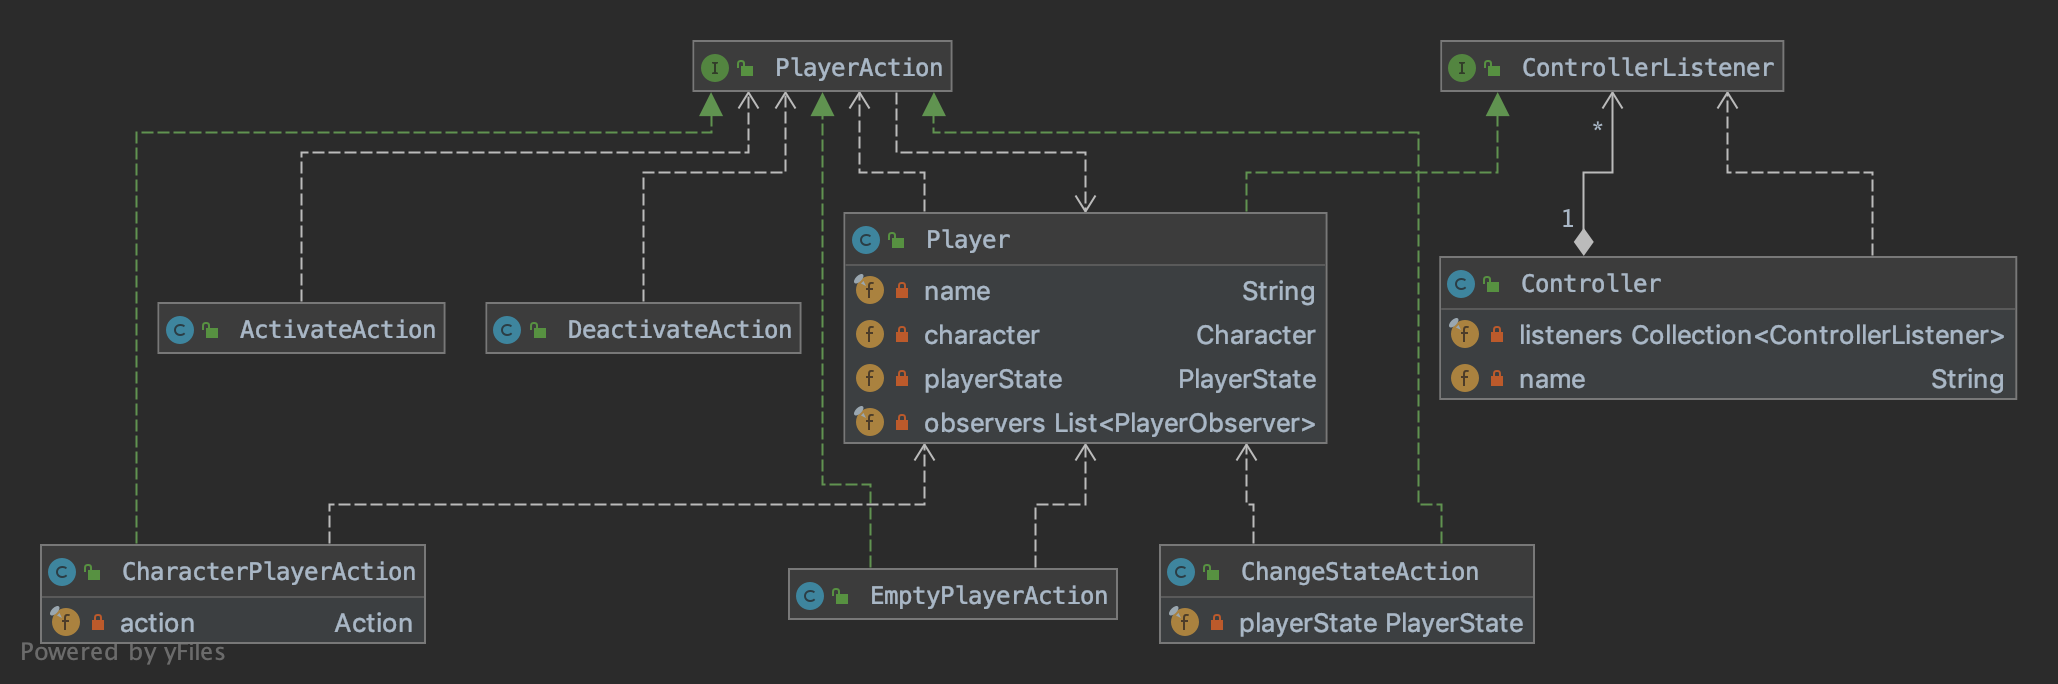 PlayerAction
ControllerListener
*
1
Player
name String
character Character
playerState PlayerState
observers List<PlayerObserver>
Controller
listeners Collection<ControllerListener>
name String
ActivateAction
DeactivateAction
CharacterPlayerAction
action Action
EmptyPlayerAction
ChangeStateAction
playerState PlayerState
Powered by yFiles